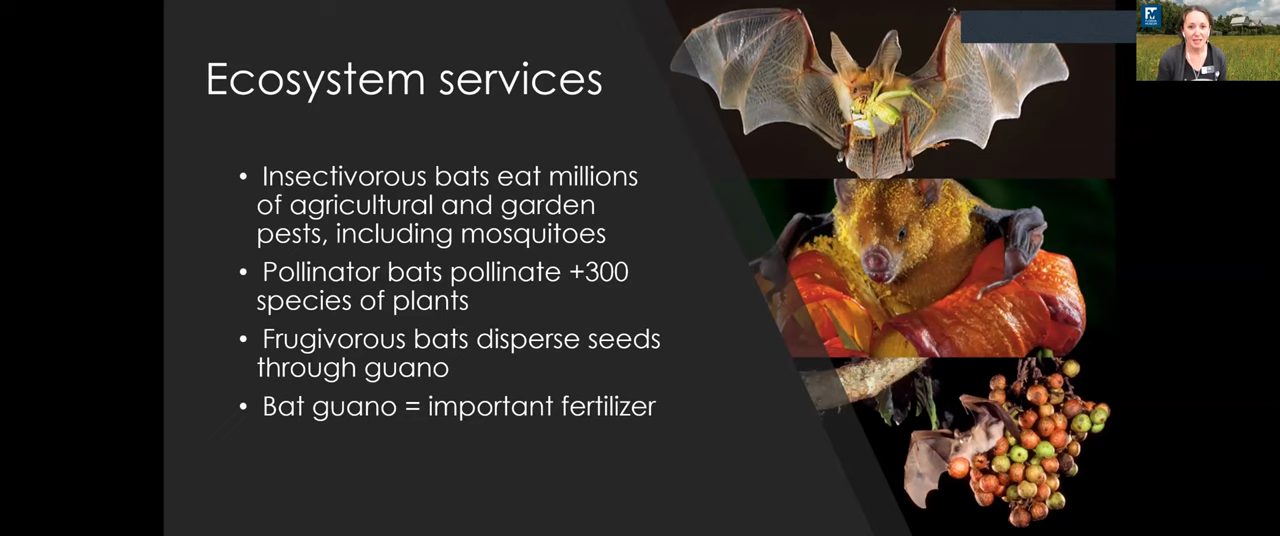 Ecosystem services
• Insectivorous bats eat millions
of agricultural and garden
pests, including mosquitoes
• Pollinator bats pollinate +300
species of plants
• Frugivorous bats disperse seeds
through guano
• Bat guano = important fertilizer